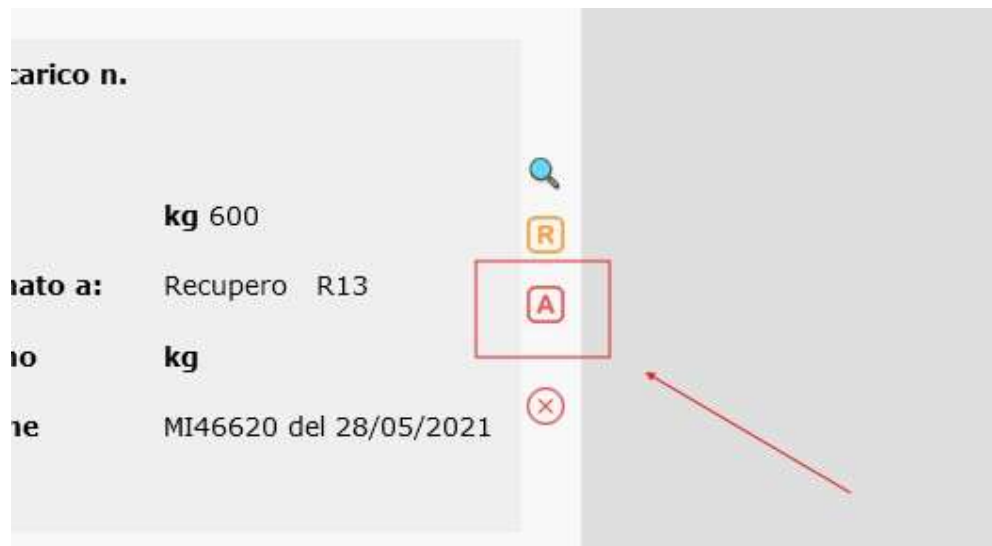 carico n.
kg 600
R
nato a: Recupero R13
A
no kg
ne MI46620 del 28/05/2021